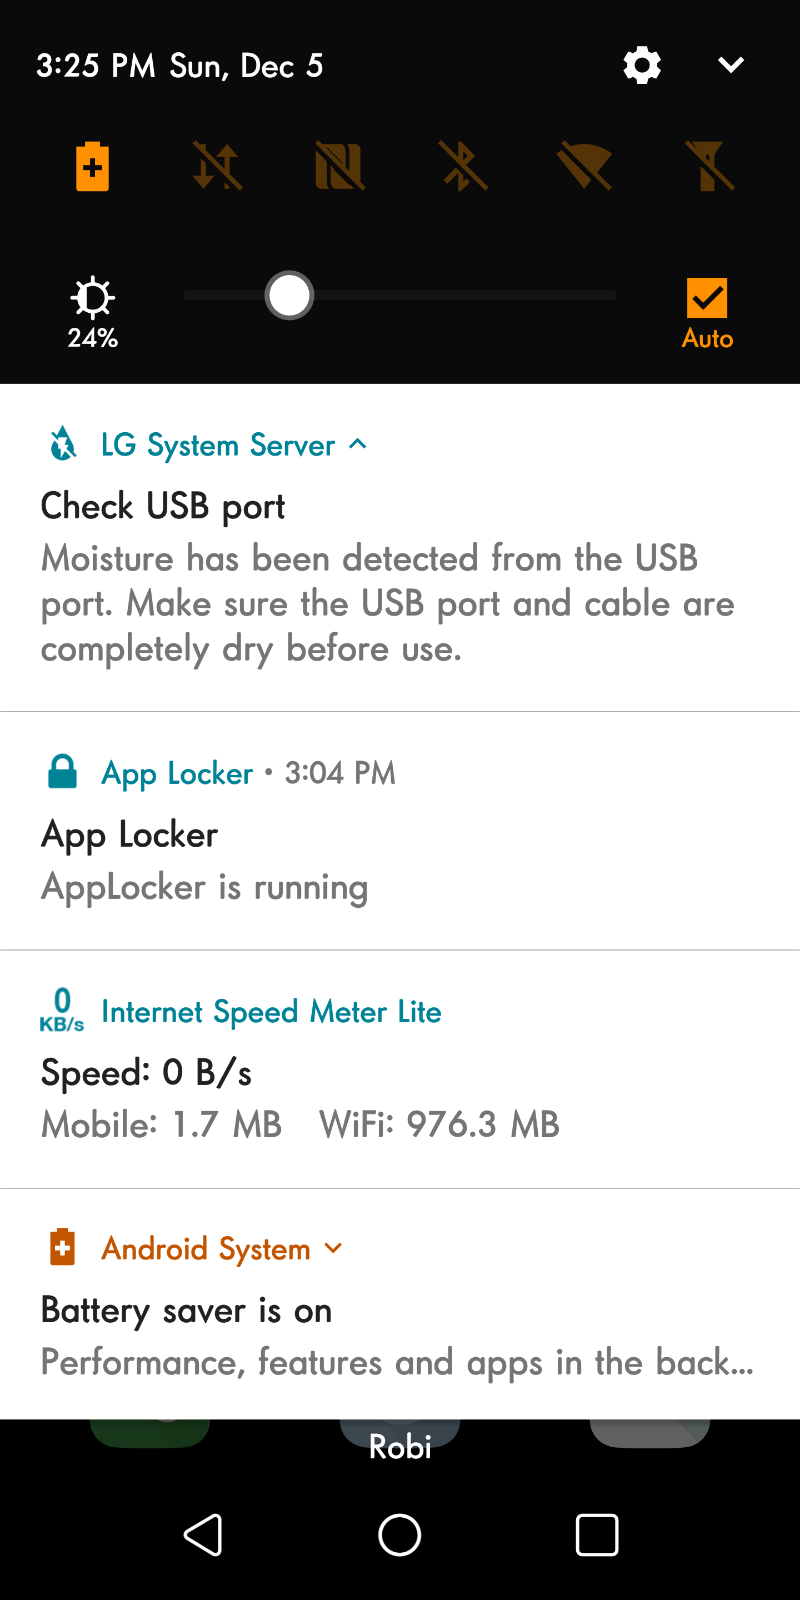 3:25 PM Sun, Dec 5
24%
Auto
LG System Server
Check USB port
Moisture has been detected from the USB
port. Make sure the USB port and cable are
completely dry before use.
App Locker • 3:04 PM
App Locker
AppLocker is running
0
KB/s
Internet Speed Meter Lite
Speed: 0 B/s
Mobile: 1.7 MB WiFi: 976.3 MB
Android System
Battery saver is on
Performance, features and apps in the back...
Robi